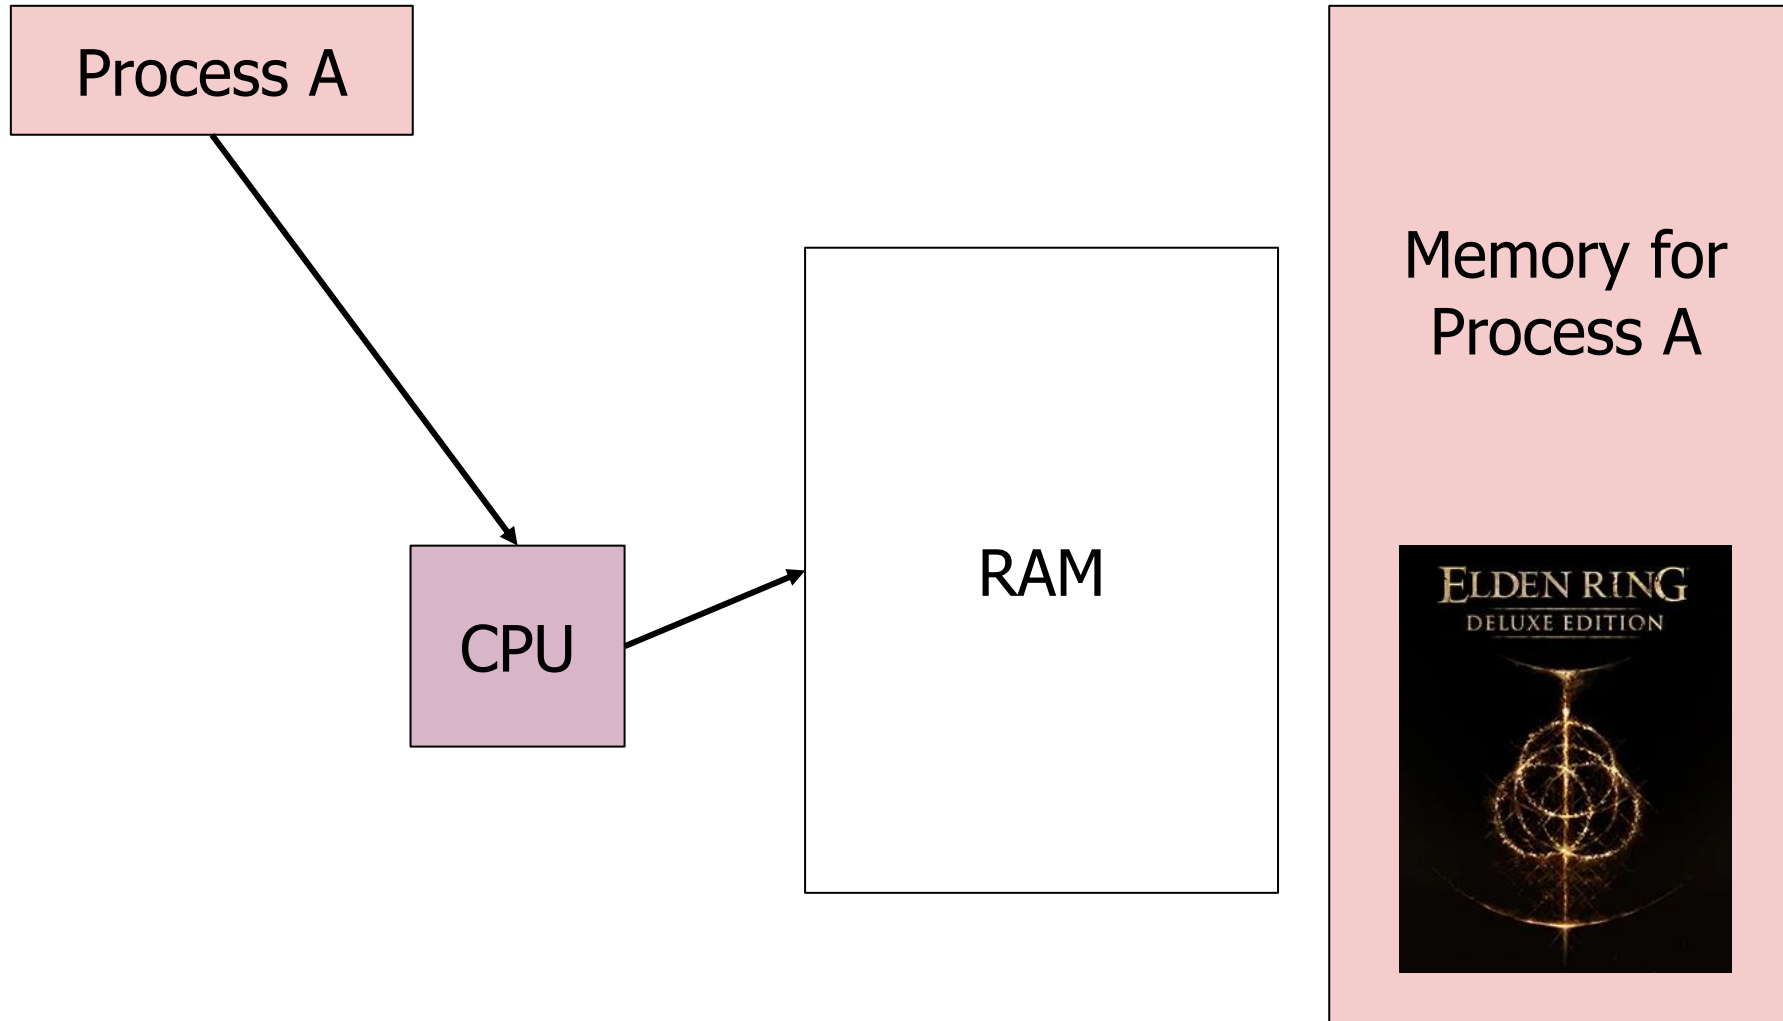 Process A
CPU
RAM
Memory for
Process A
ELDEN RING
DELUXE EDITION